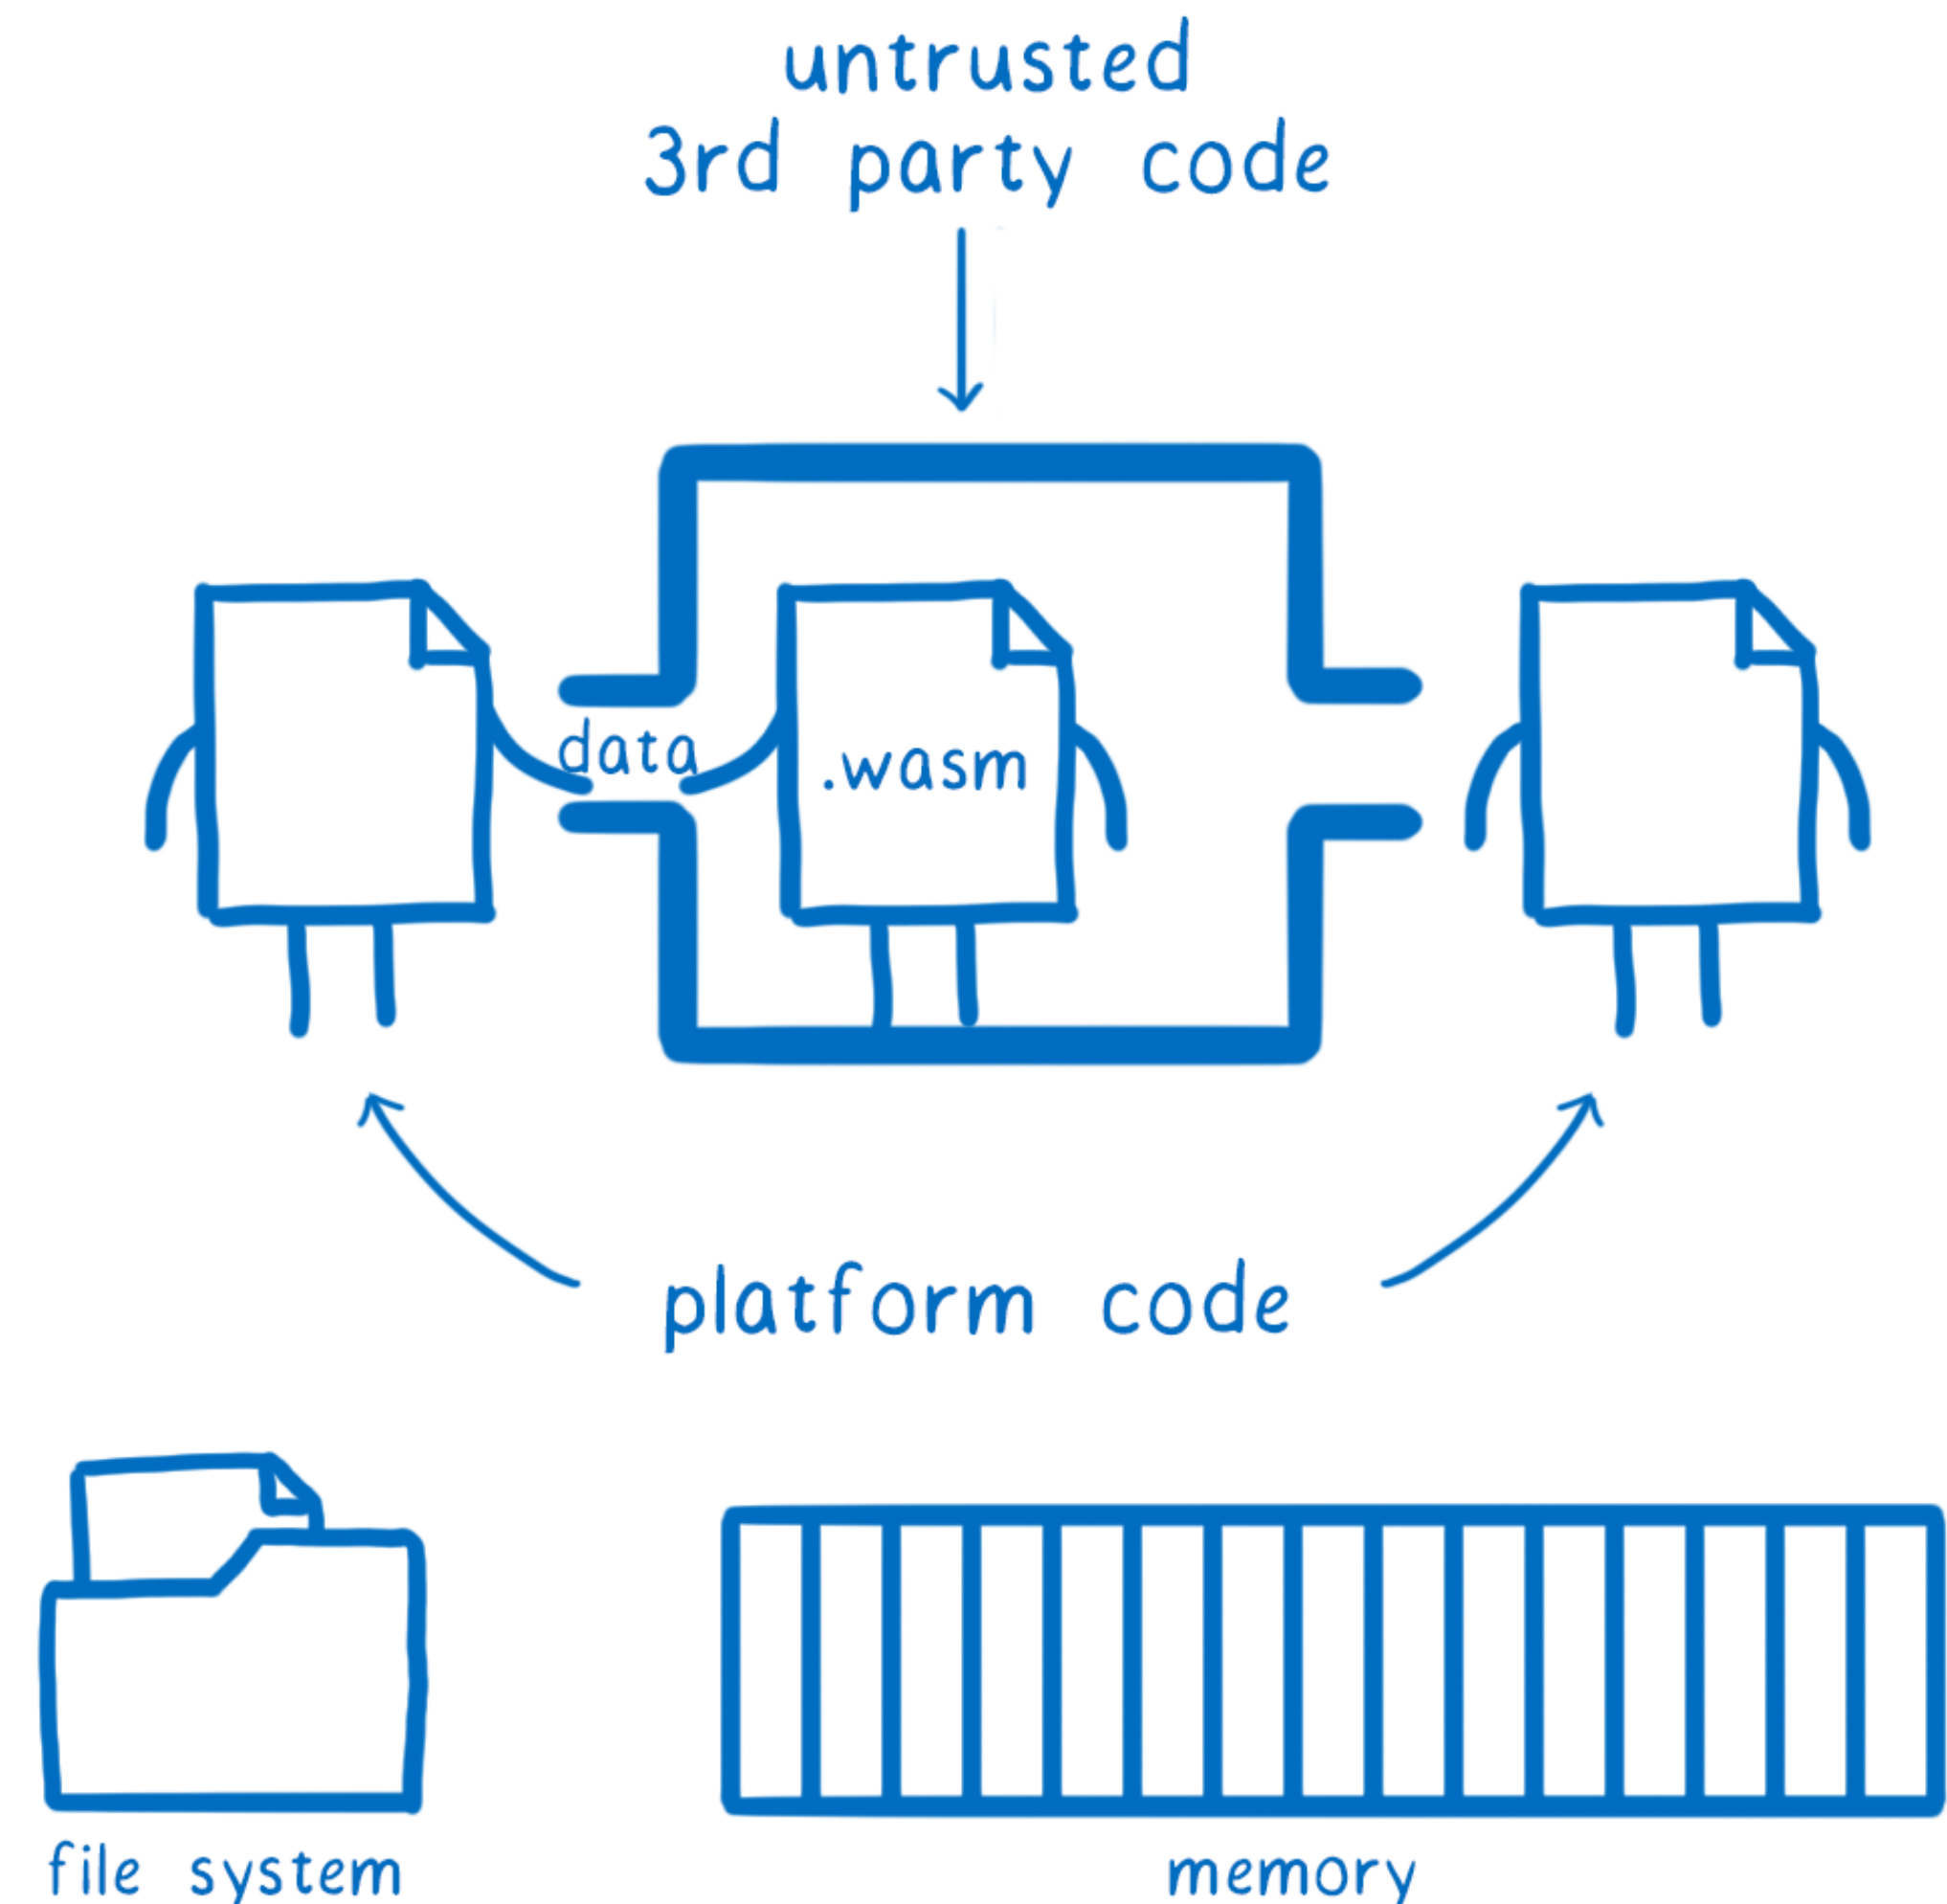 untrusted
3rd party code
data
.wasm
platform code
file system
memory